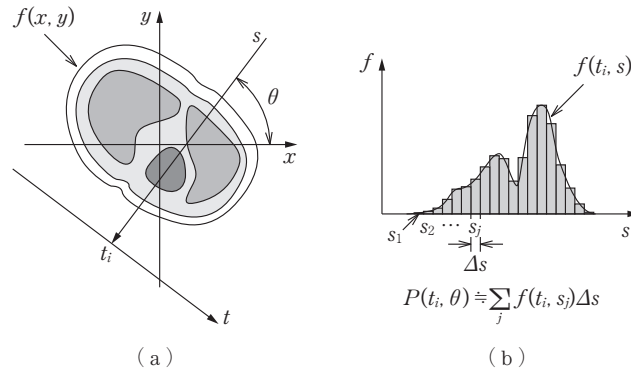 f(x, y)
y
s
θ
x
t_i
t
(a)
f
f(t_i, s)
s_1 s_2 … s_j s
Δs
P(t_i, θ) ≒ ∑_j f(t_i, s_j)Δs
(b)